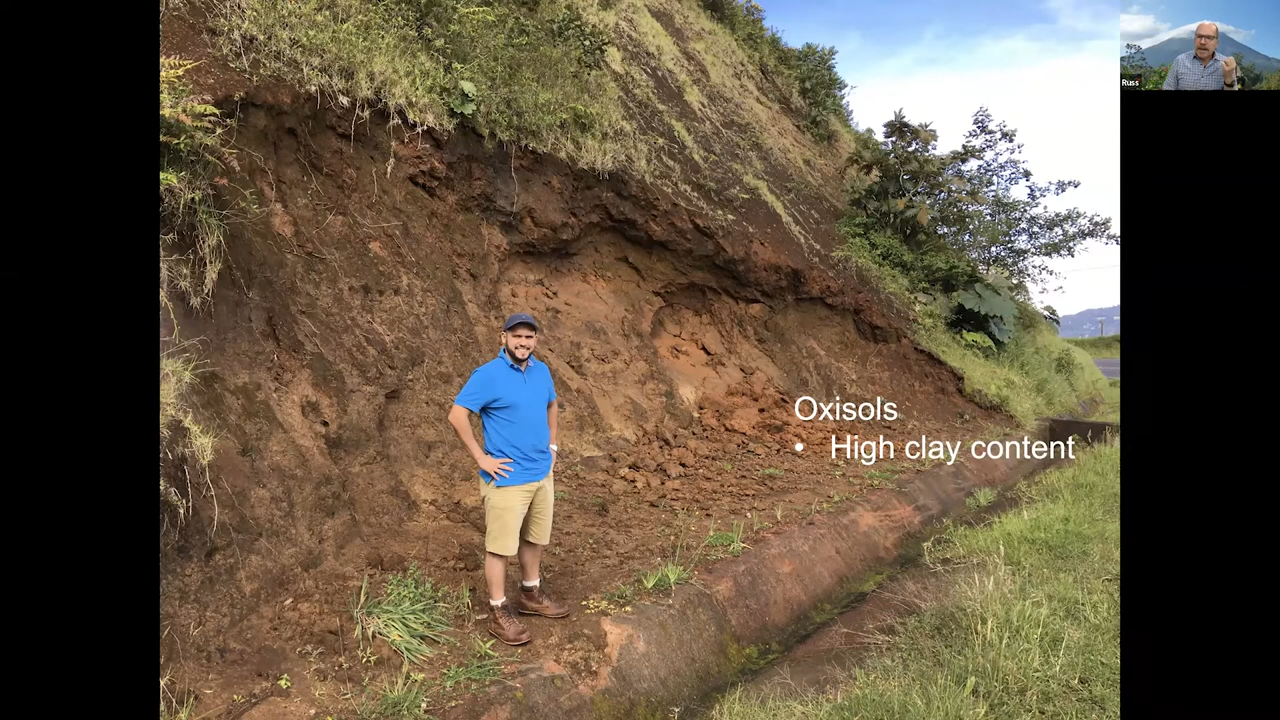 Russ
Oxisols
• High clay content